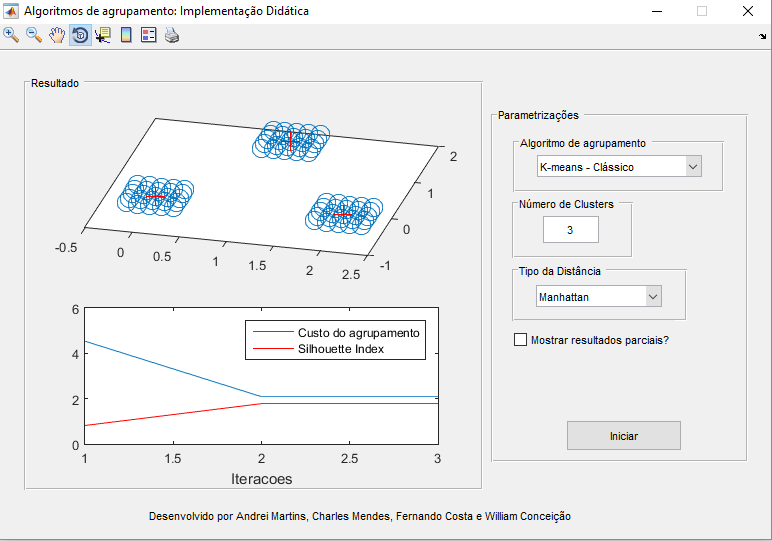 Algoritmos de agrupamento: Implementação Didática
Resultado
2
1
0
-1
-0.5
0
0.5
1
1.5
2
2.5
6
4
2
0
Custo do agrupamento
Silhouette Index
1
1.5
2
2.5
3
Iteracoes
Parametrizações
Algoritmo de agrupamento
K-means - Clássico
Número de Clusters
3
Tipo da Distância
Manhattan
Mostrar resultados parciais?
Iniciar
Desenvolvido por Andrei Martins, Charles Mendes, Fernando Costa e William Conceição